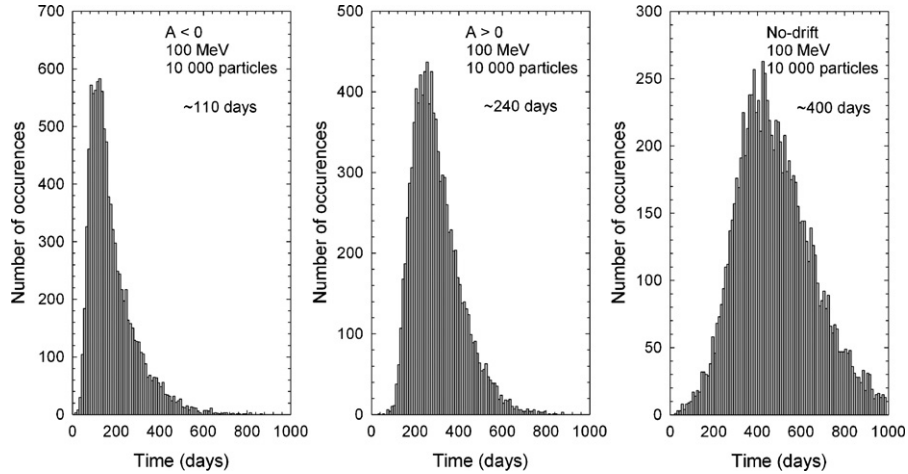 700
600
500
400
300
200
100
0
Number of occurences
A < 0
100 MeV
10 000 particles
~110 days
0 200 400 600 800 1000
Time (days)
500
400
300
200
100
0
Number of occurences
A > 0
100 MeV
10 000 particles
~240 days
0 200 400 600 800 1000
Time (days)
300
250
200
150
100
50
0
Number of occurences
No-drift
100 MeV
10 000 particles
~400 days
0 200 400 600 800 1000
Time (days)